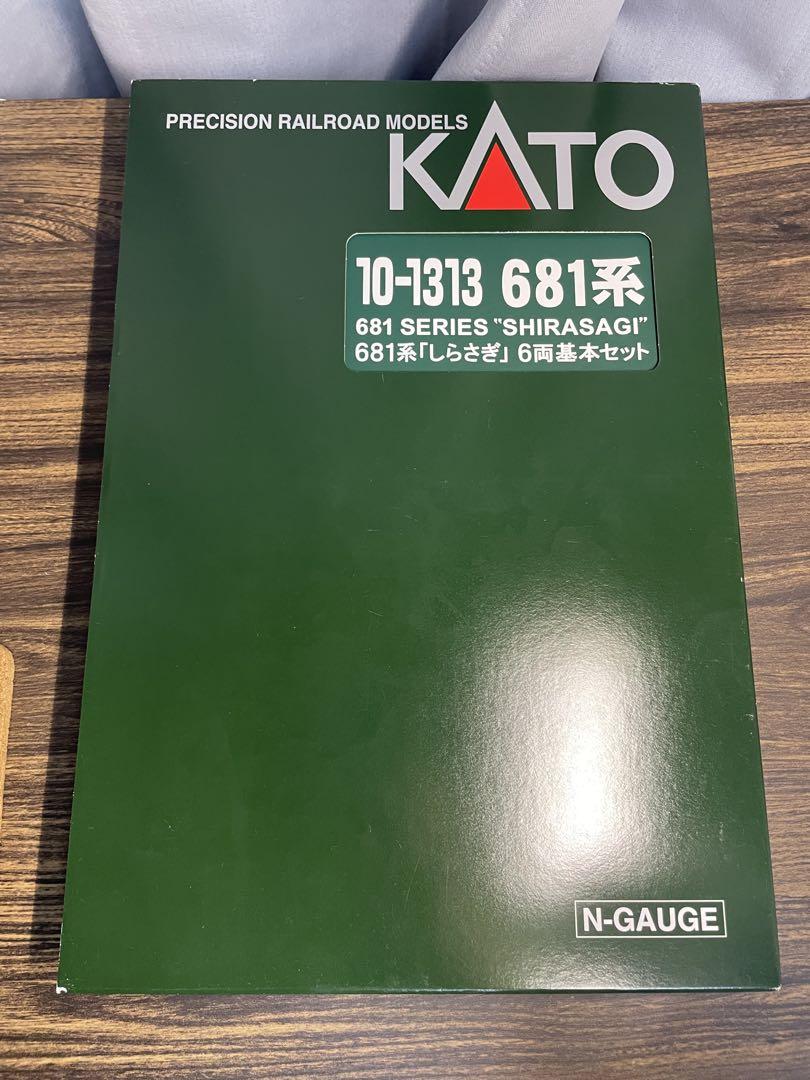 PRECISION RAILROAD MODELS
KATO
10-1313 681系
681 SERIES "SHIRASAGI"
681系「しらさぎ」 6両基本セット
N-GAUGE